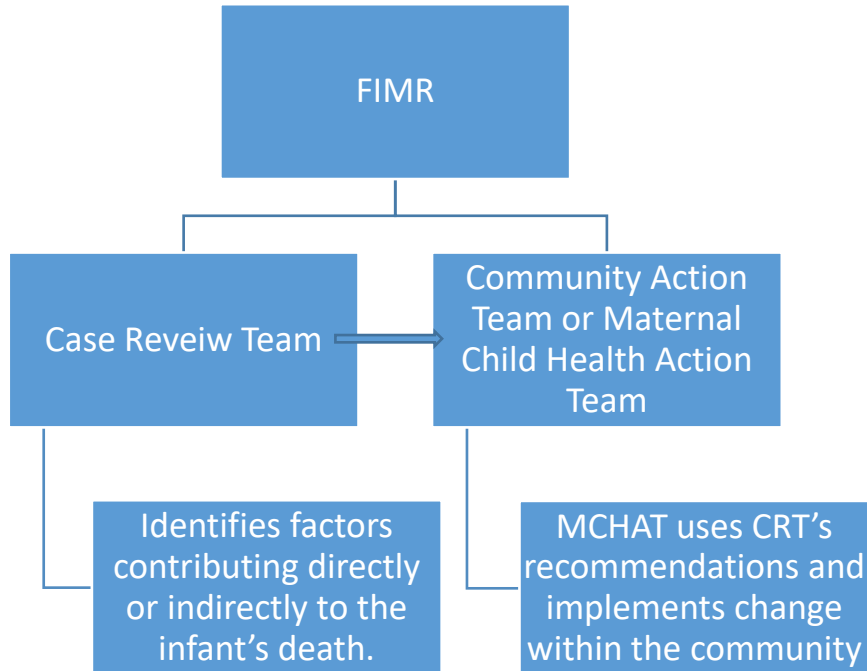 FIMR
Case Reveiw Team
Community Action
Team or Maternal
Child Health Action
Team
Identifies factors
contributing directly
or indirectly to the
infant’s death.
MCHAT uses CRT’s
recommendations and
implements change
within the community